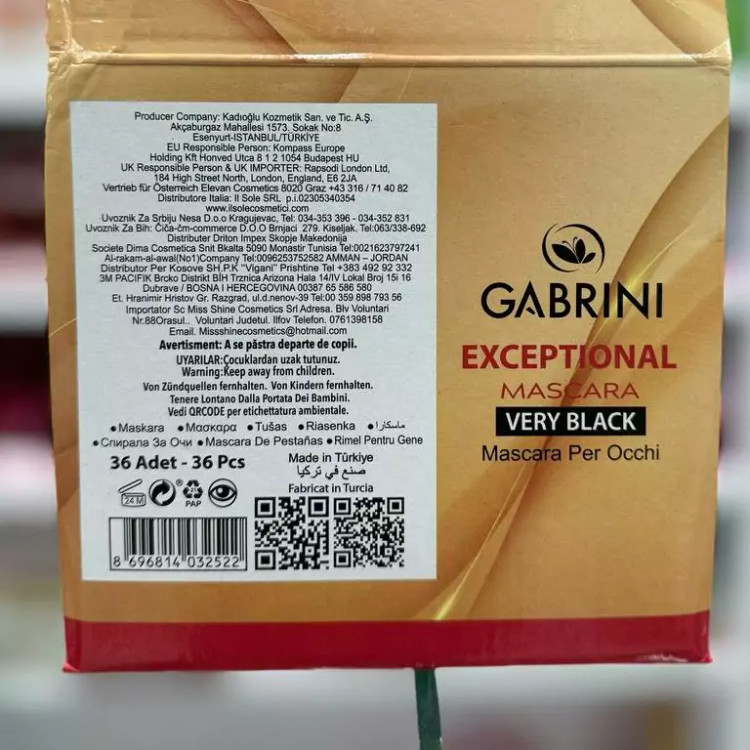 Producer Company: Kadıoğlu Kozmetik San. ve Tic. A.Ş.
Akçaburgaz Mahallesi 1573. Sokak No:8
Esenyurt-ISTANBUL/TÜRKİYE
EU Responsible Person: Kompass Europe
Holding Kft Honved Utca 8 1 2 1054 Budapest HU
UK Responsible Person & UK IMPORTER: Rapsodi London Ltd,
184 High Street North, London, England, E6 2JA
Vertrieb für Österreich Elevan Cosmetics 8020 Graz +43 316 / 71 40 82
Distributore Italia: Il Sole SRL p.i.02305340354
www.ilsolecosmetici.com
Uvoznik Za Srbiju Nesa D.o.o Kragujevac, Tel: 034-353 396 - 034-352 831
Uvoznik Za Bih: Čiča-čm-commerce D.O.O Brnjaci 279. Kiseljak. Tel:063/338-692
Distributer Driton Impex Skopje Makedonija
Societe Dima Cosmetica Snit Bkalta 5090 Monastir Tunisia Tel:0021623797241
Al-rakam-al-awal(No1)Company Tel:0096253752582 AMMAN – JORDAN
Distributor Per Kosove SH.P.K "Vigani" Prishtine Tel +383 492 92 332
3M PACIFIK Brcko Distrikt BİH Trznica Arizona Hala 14/IV Lokal Broj 15i 16
Dubrave / BOSNA I HERCEGOVINA 00387 65 586 580
Et. Hranimir Hristov Gr. Razgrad, ul.d.nenov-39 Tel:00 359 898 793 56
Importator Sc Miss Shine Cosmetics Srl Adresa. Blv Voluntari
Nr.88Orasul.. Voluntari Judetul. Ilfov Telefon. 0761398158
Email. Missshinecosmetics@hotmail.com
Avertisment: A se păstra departe de copii.
UYARILAR:Çocuklardan uzak tutunuz.
Warning:Keep away from children.
Von Zündquellen fernhalten. Von Kindern fernhalten.
Tenere Lontano Dalla Portata Dei Bambini.
Vedi QRCODE per etichettatura ambientale.
• Maskara • Μασκαρα • Tušas • Riasenka • ماسكارا
• Спирала За Очи • Mascara De Pestañas • Rimel Pentru Gene
36 Adet - 36 Pcs
Made in Türkiye
صنع في تركيا
Fabricat in Turcia
24 M
®
21
PAP
8 696814 032522
GABRINI
EXCEPTIONAL
MASCARA
VERY BLACK
Mascara Per Occhi